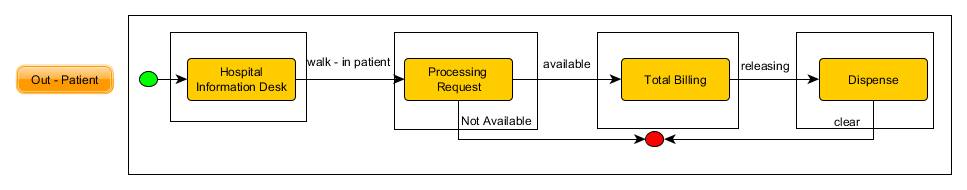 Out - Patient
Hospital
Information Desk
walk - in patient
Processing
Request
available
Total Billing
releasing
Dispense
Not Available
clear